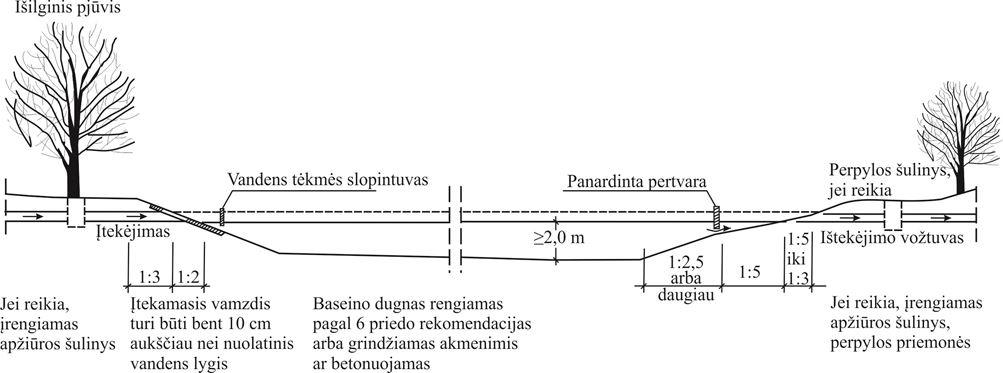 Išilginis pjūvis
Vandens tėkmės slopintuvas
Panardinta pertvara
Perpylos šulinys,
jei reikia
Įtekėjimas
≥2,0 m
Ištekėjimo vožtuvas
1:3
1:2
1:2,5
arba
daugiau
1:5
1:5
iki
1:3
Jei reikia,
įrengiamas
apžiūros šulinys
Įtekamasis vamzdis
turi būti bent 10 cm
aukščiau nei nuolatinis
vandens lygis
Baseino dugnas rengiamas
pagal 6 priedo rekomendacijas
arba grindžiamas akmenimis
ar betonuojamas
Jei reikia, įrengiamas
apžiūros šulinys,
perpylos priemonės